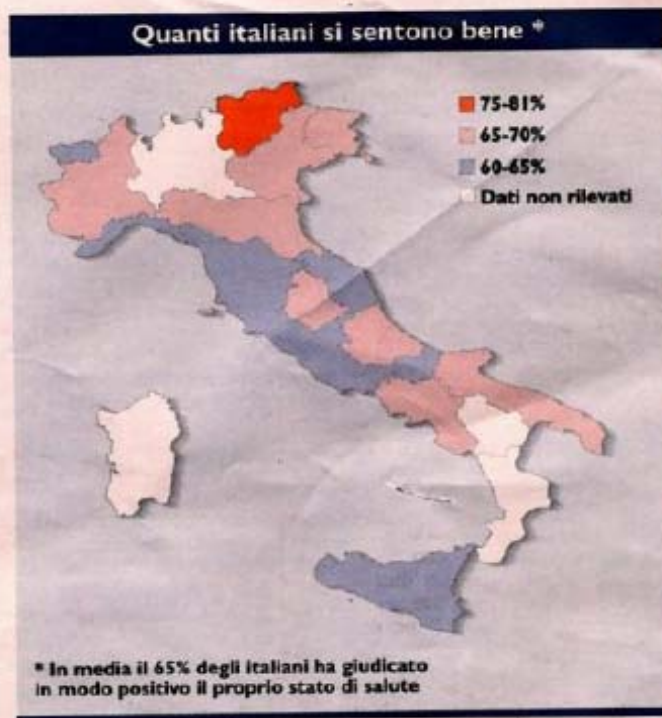 Quanti italiani si sentono bene *
75-81%
65-70%
60-65%
Dati non rilevati
* In media il 65% degli italiani ha giudicato
in modo positivo il proprio stato di salute